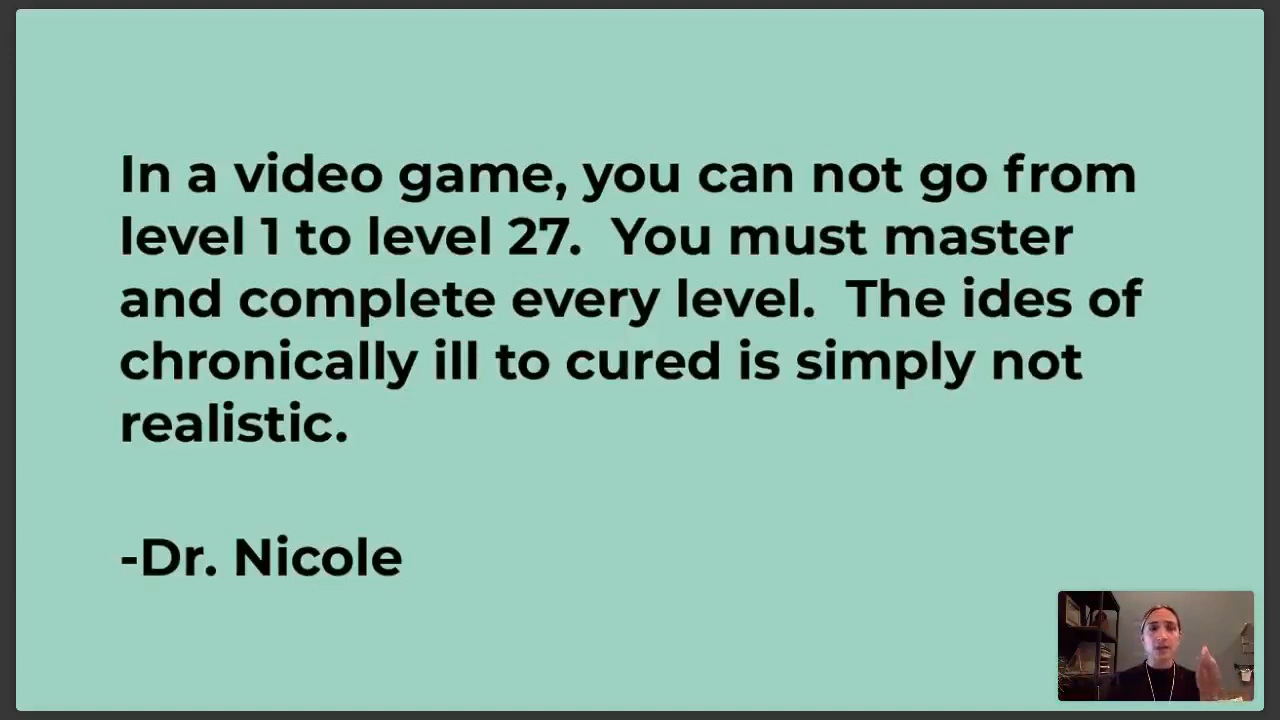 In a video game, you can not go from
level 1 to level 27.  You must master
and complete every level.  The ides of
chronically ill to cured is simply not
realistic.
-Dr. Nicole